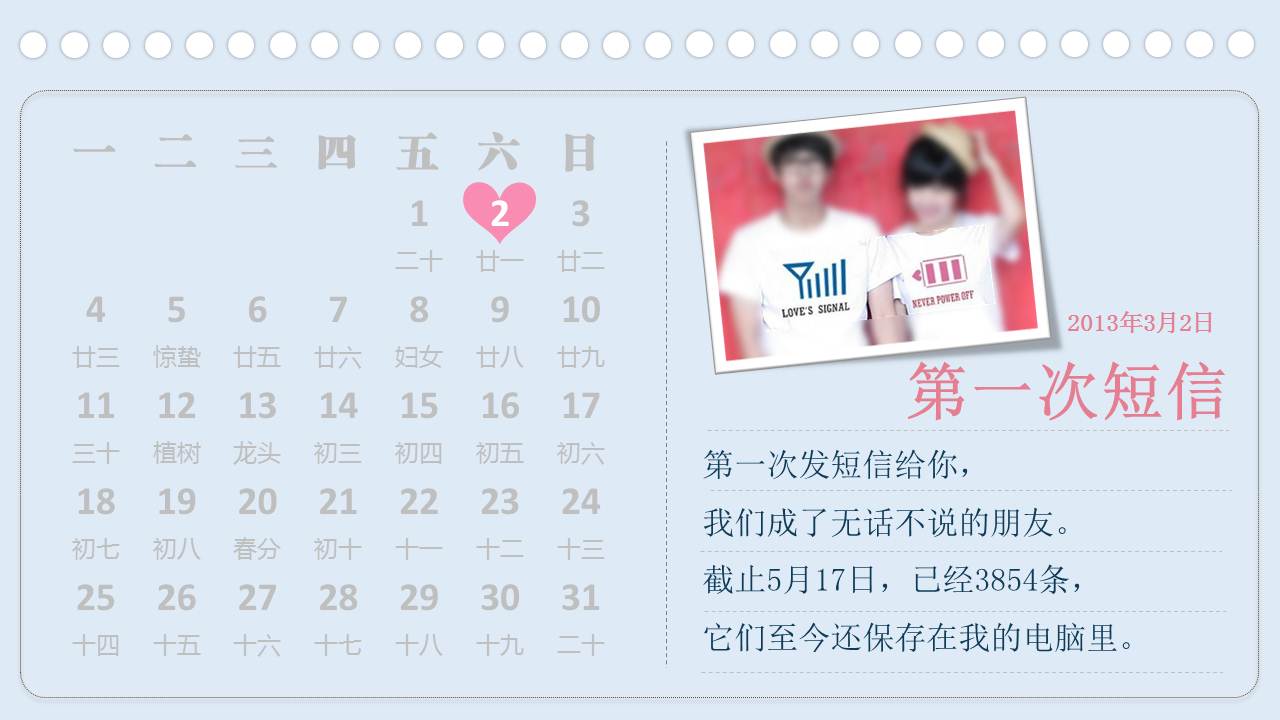 一 二 三 四 五 六 日
1 2 3
二十 廿一 廿二
4 5 6 7 8 9 10
廿三 惊蛰 廿五 廿六 妇女 廿八 廿九
11 12 13 14 15 16 17
三十 植树 龙头 初三 初四 初五 初六
18 19 20 21 22 23 24
初七 初八 春分 初十 十一 十二 十三
25 26 27 28 29 30 31
十四 十五 十六 十七 十八 十九 二十
LOVE'S SIGNAL
NEVER POWER OFF
2013年3月2日
第一次短信
第一次发短信给你，
我们成了无话不说的朋友。
截止5月17日，已经3854条，
它们至今还保存在我的电脑里。